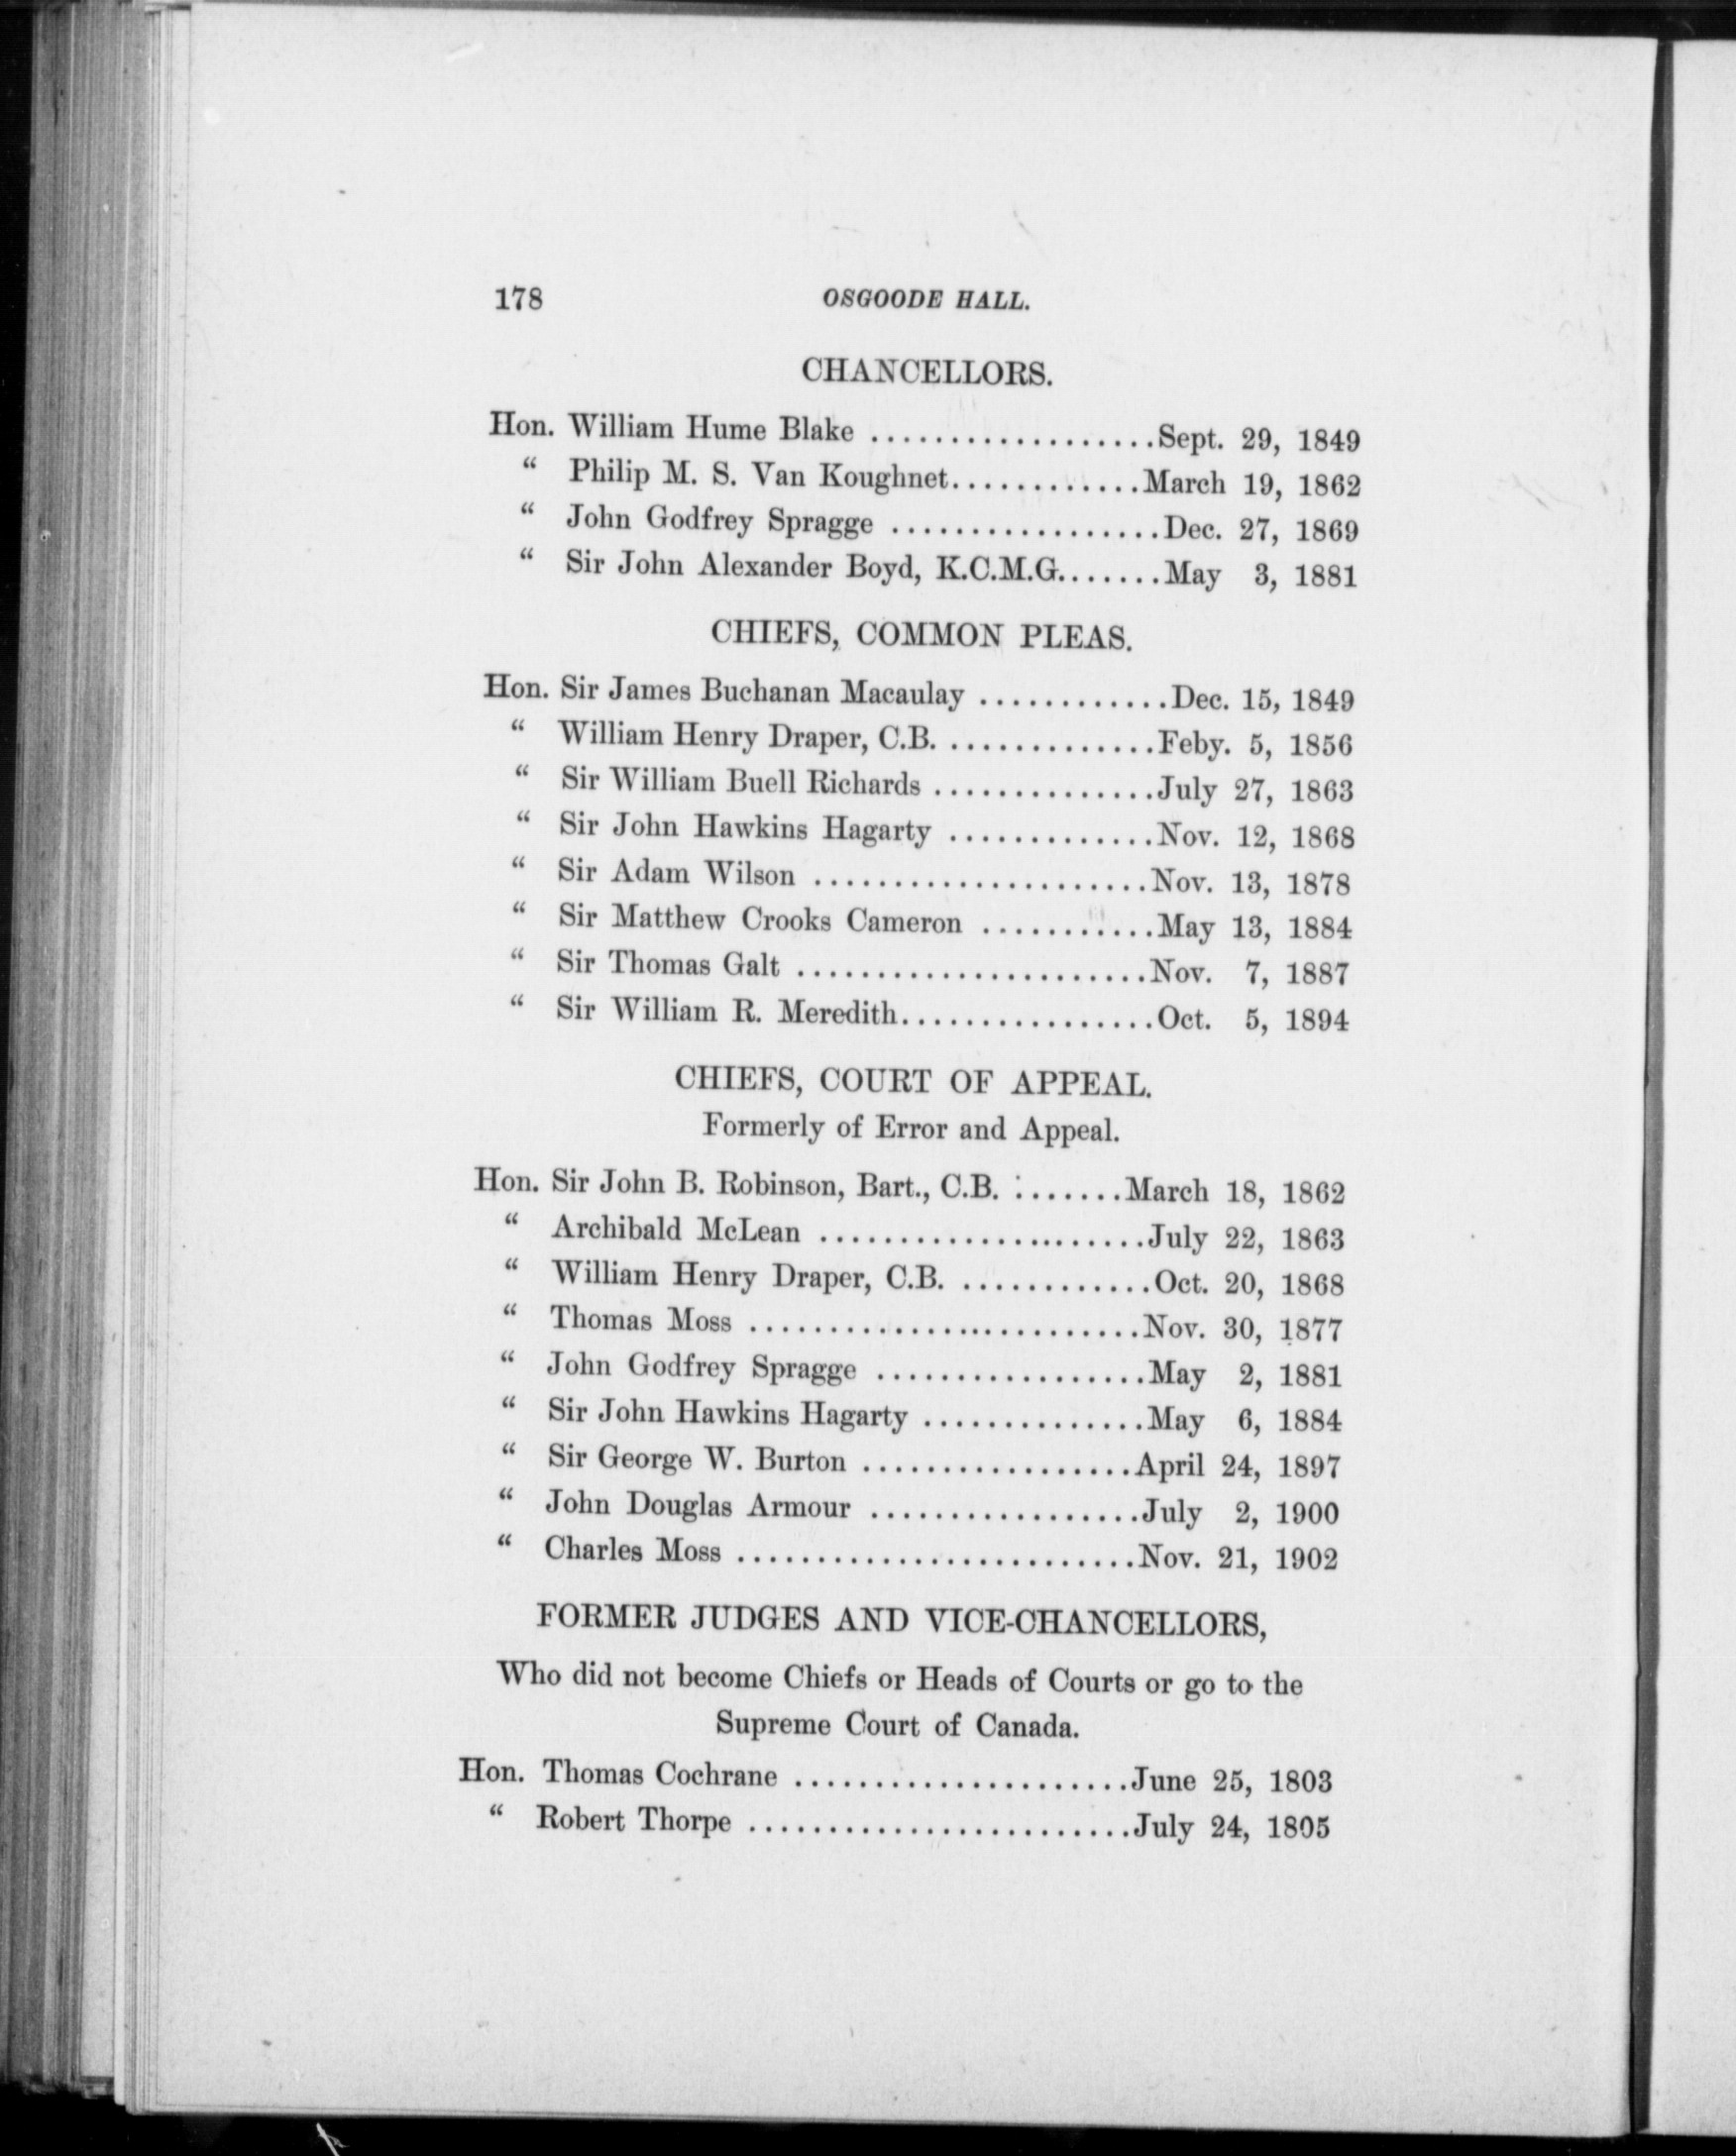 178 OSGOODE HALL.
CHANCELLORS.
Hon. William Hume Blake ..................Sept. 29, 1849
“ Philip M. S. Van Koughnet............March 19, 1862
“ John Godfrey Spragge .................Dec. 27, 1869
“ Sir John Alexander Boyd, K.C.M.G.......May 3, 1881
CHIEFS, COMMON PLEAS.
Hon. Sir James Buchanan Macaulay ............Dec. 15, 1849
“ William Henry Draper, C.B. .............Feby. 5, 1856
“ Sir William Buell Richards ..............July 27, 1863
“ Sir John Hawkins Hagarty .............Nov. 12, 1868
“ Sir Adam Wilson .....................Nov. 13, 1878
“ Sir Matthew Crooks Cameron ...........May 13, 1884
“ Sir Thomas Galt ......................Nov. 7, 1887
“ Sir William R. Meredith................Oct. 5, 1894
CHIEFS, COURT OF APPEAL.
Formerly of Error and Appeal.
Hon. Sir John B. Robinson, Bart., C.B. .......March 18, 1862
“ Archibald McLean .....................July 22, 1863
“ William Henry Draper, C.B. ............Oct. 20, 1868
“ Thomas Moss .........................Nov. 30, 1877
“ John Godfrey Spragge .................May 2, 1881
“ Sir John Hawkins Hagarty ..............May 6, 1884
“ Sir George W. Burton .................April 24, 1897
“ John Douglas Armour .................July 2, 1900
“ Charles Moss .........................Nov. 21, 1902
FORMER JUDGES AND VICE-CHANCELLORS,
Who did not become Chiefs or Heads of Courts or go to the
Supreme Court of Canada.
Hon. Thomas Cochrane .....................June 25, 1803
“ Robert Thorpe ........................July 24, 1805